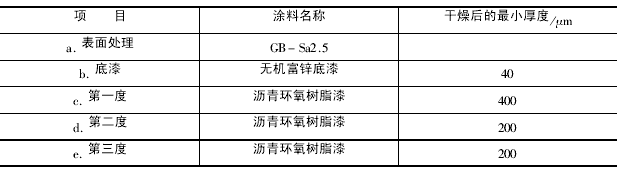 项 目 涂料名称 干燥后的最小厚度/μm
a. 表面处理 GB－Sa2.5
b. 底漆 无机富锌底漆 40
c. 第一度 沥青环氧树脂漆 400
d. 第二度 沥青环氧树脂漆 200
e. 第三度 沥青环氧树脂漆 200